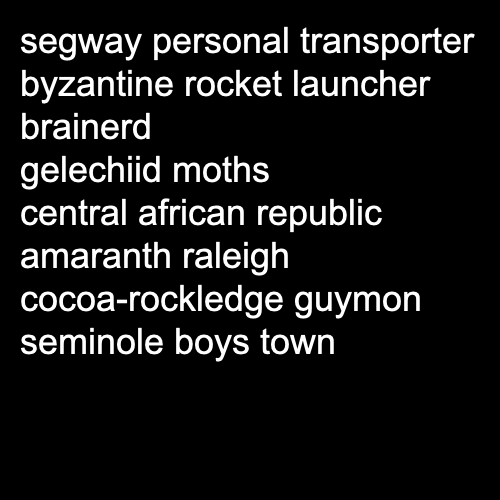 segway personal transporter
byzantine rocket launcher
brainerd
gelechiid moths
central african republic
amaranth raleigh
cocoa-rockledge guymon
seminole boys town